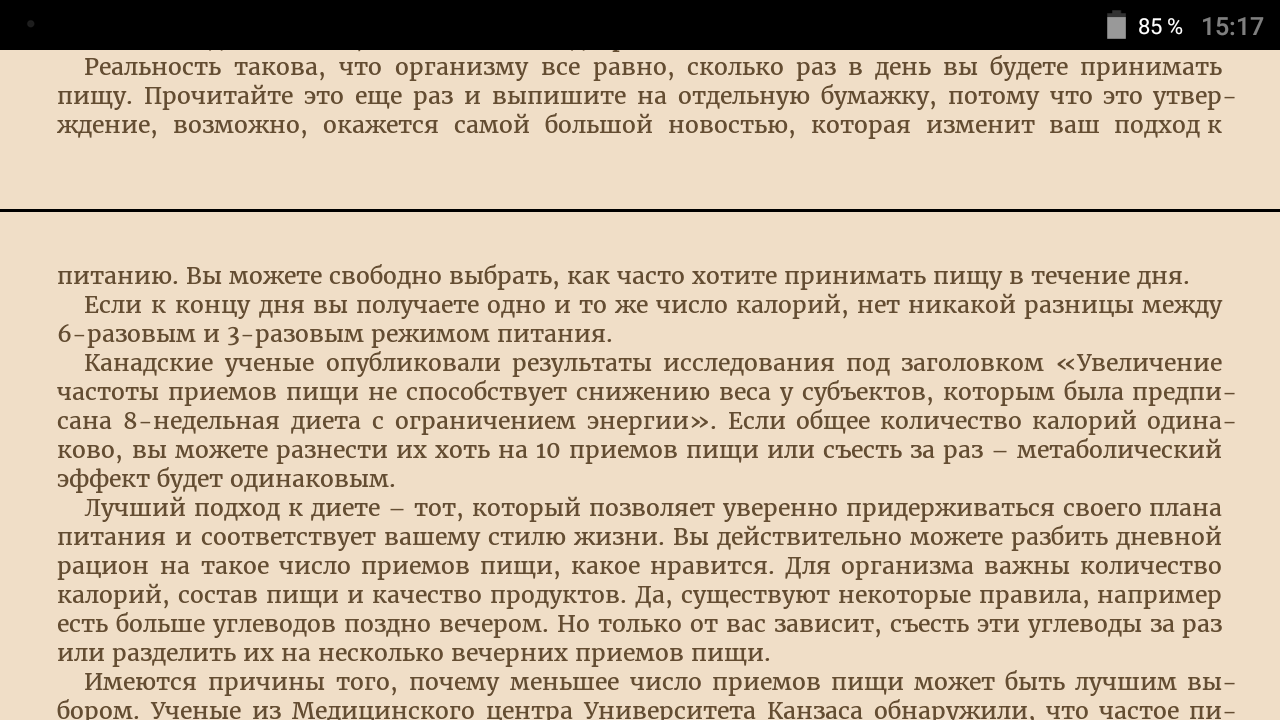 85 % 15:17
Реальность такова, что организму все равно, сколько раз в день вы будете принимать
пищу. Прочитайте это еще раз и выпишите на отдельную бумажку, потому что это утвер-
ждение, возможно, окажется самой большой новостью, которая изменит ваш подход к
питанию. Вы можете свободно выбрать, как часто хотите принимать пищу в течение дня.
Если к концу дня вы получаете одно и то же число калорий, нет никакой разницы между
6-разовым и 3-разовым режимом питания.
Канадские ученые опубликовали результаты исследования под заголовком «Увеличение
частоты приемов пищи не способствует снижению веса у субъектов, которым была предпи-
сана 8-недельная диета с ограничением энергии». Если общее количество калорий одина-
ково, вы можете разнести их хоть на 10 приемов пищи или съесть за раз – метаболический
эффект будет одинаковым.
Лучший подход к диете – тот, который позволяет уверенно придерживаться своего плана
питания и соответствует вашему стилю жизни. Вы действительно можете разбить дневной
рацион на такое число приемов пищи, какое нравится. Для организма важны количество
калорий, состав пищи и качество продуктов. Да, существуют некоторые правила, например
есть больше углеводов поздно вечером. Но только от вас зависит, съесть эти углеводы за раз
или разделить их на несколько вечерних приемов пищи.
Имеются причины того, почему меньшее число приемов пищи может быть лучшим вы-
бором. Ученые из Медицинского центра Университета Канзаса обнаружили, что частое пи-